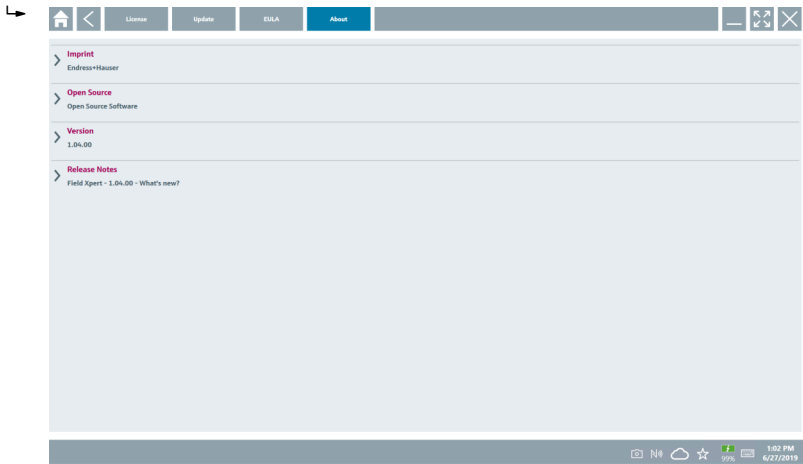 License Update EULA About
Imprint
Endress+Hauser
Open Source
Open Source Software
Version
1.04.00
Release Notes
Field Xpert - 1.04.00 - What's new?
1:02 PM
99% 6/27/2019